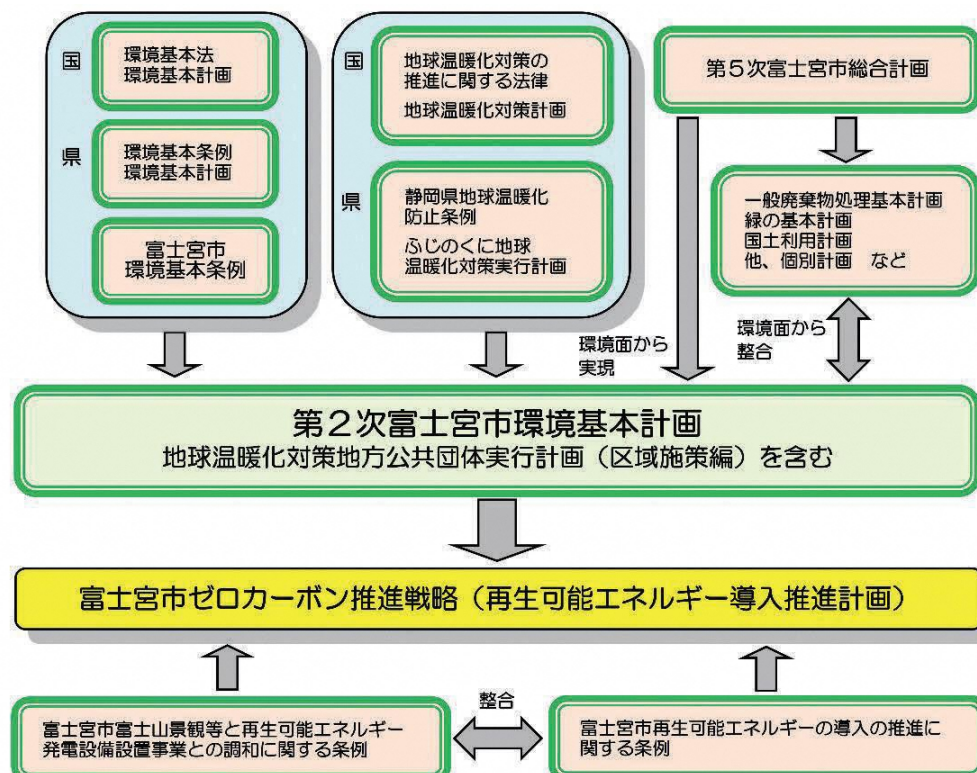 国
環境基本法
環境基本計画
県
環境基本条例
環境基本計画
富士宮市
環境基本条例
国
地球温暖化対策の
推進に関する法律
地球温暖化対策計画
県
静岡県地球温暖化
防止条例
ふじのくに地球
温暖化対策実行計画
第5次富士宮市総合計画
一般廃棄物処理基本計画
緑の基本計画
国土利用計画
他、個別計画　など
環境面から
実現
環境面から
整合
第2次富士宮市環境基本計画
地球温暖化対策地方公共団体実行計画（区域施策編）を含む
富士宮市ゼロカーボン推進戦略（再生可能エネルギー導入推進計画）
富士宮市富士山景観等と再生可能エネルギー
発電設備設置事業との調和に関する条例
整合
富士宮市再生可能エネルギーの導入の推進に
関する条例